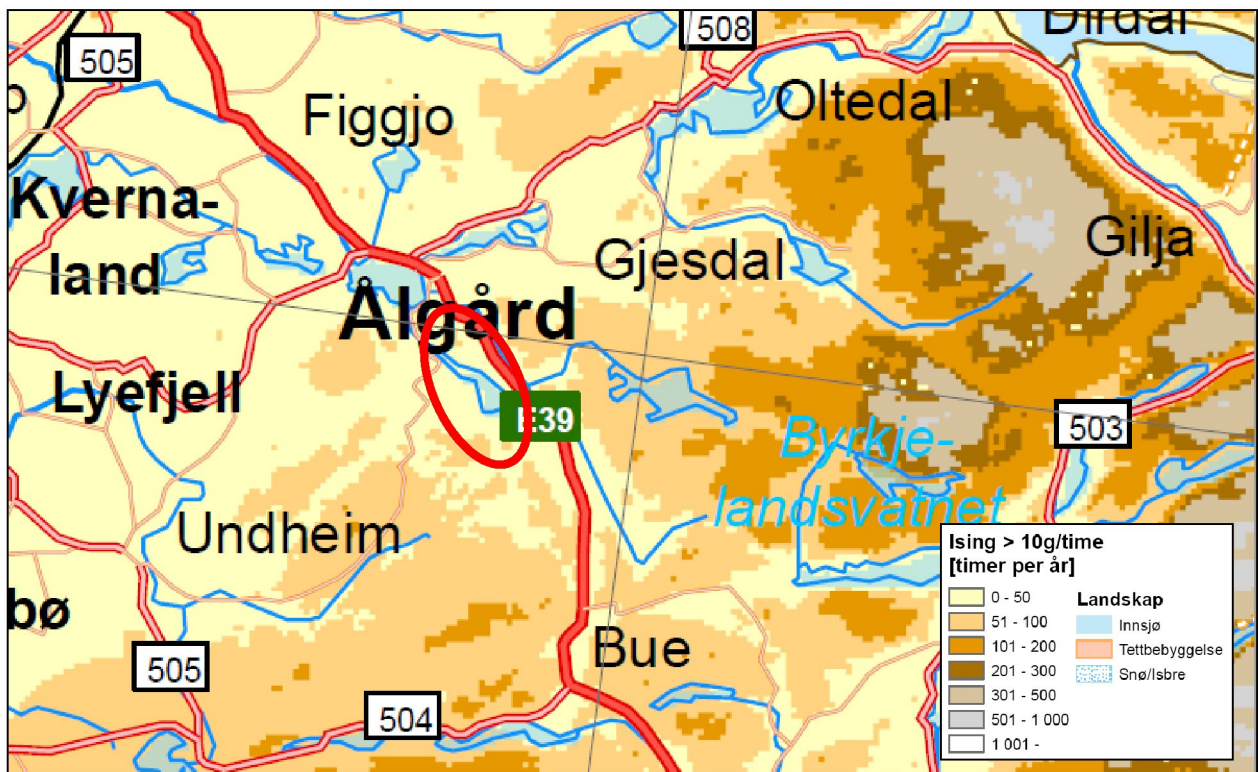 508
Dirdal
505
Figgjo
Oltedal
Kverna-
land
Gjesdal
Gilja
Ålgård
Lyefjell
E39
503
Byrkje-
landsvatnet
Undheim
bø
505
Bue
504
Ising > 10g/time
[timer per år]
0 - 50
51 - 100
101 - 200
201 - 300
301 - 500
501 - 1 000
1 001 -
Landskap
Innsjø
Tettbebyggelse
Snø/Isbre